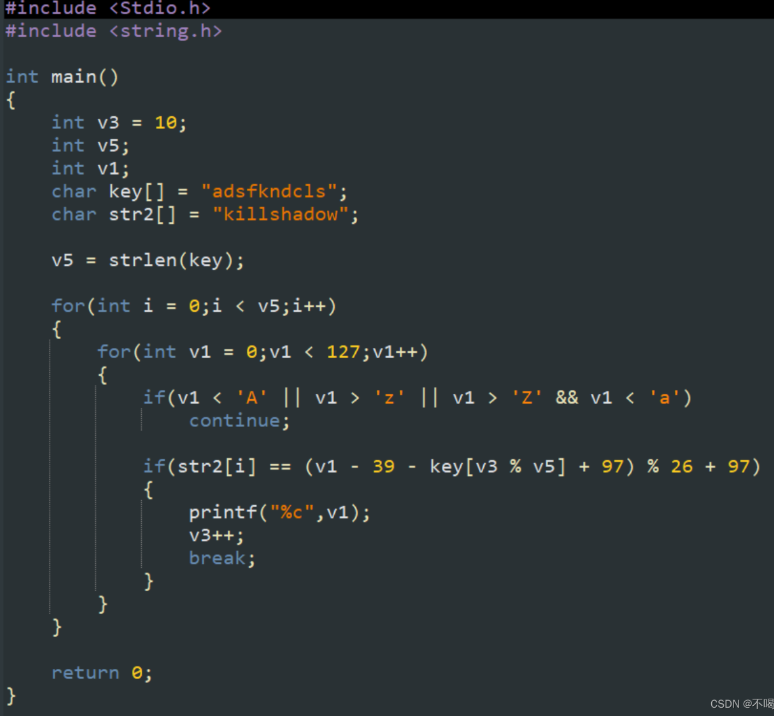 #include <Stdio.h>
#include <string.h>
int main()
{
    int v3 = 10;
    int v5;
    int v1;
    char key[] = "adsfkndcls";
    char str2[] = "killshadow";
    v5 = strlen(key);
    for(int i = 0;i < v5;i++)
    {
        for(int v1 = 0;v1 < 127;v1++)
        {
            if(v1 < 'A' || v1 > 'z' || v1 > 'Z' && v1 < 'a')
                continue;
            if(str2[i] == (v1 - 39 - key[v3 % v5] + 97) % 26 + 97)
            {
                printf("%c",v1);
                v3++;
                break;
            }
        }
    }
    return 0;
}
CSDN @不喝